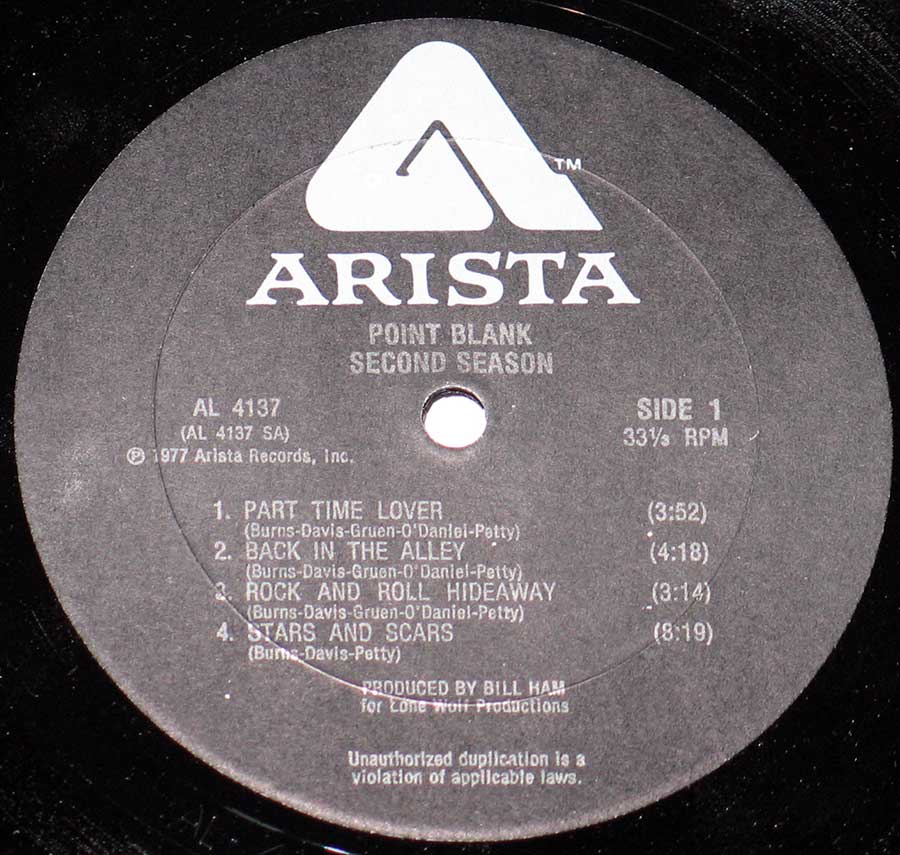 ™
ARISTA
POINT BLANK
SECOND SEASON
AL 4137
(AL 4137 SA)
℗ 1977 Arista Records, Inc.
SIDE 1
33⅓ RPM
1. PART TIME LOVER (3:52)
(Burns-Davis-Gruen-O'Daniel-Petty)
2. BACK IN THE ALLEY (4:18)
(Burns-Davis-Gruen-O'Daniel-Petty)
3. ROCK AND ROLL HIDEAWAY (3:14)
(Burns-Davis-Gruen-O'Daniel-Petty)
4. STARS AND SCARS (8:19)
(Burns-Davis-Petty)
PRODUCED BY BILL HAM
for Lone Wolf Productions
Unauthorized duplication is a
violation of applicable laws.